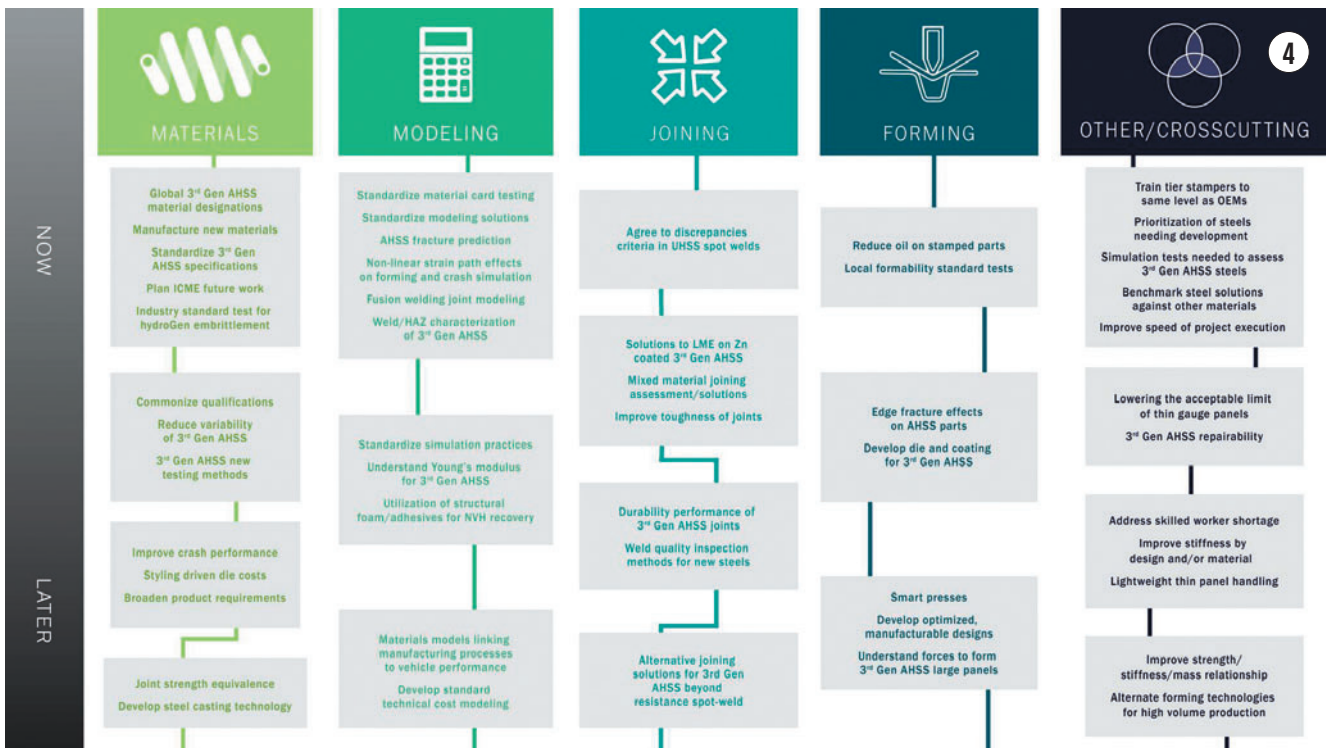 4
NOW
LATER
MATERIALS
Global 3rd Gen AHSS
material designations
Manufacture new materials
Standardize 3rd Gen
AHSS specifications
Plan ICME future work
Industry standard test for
hydroGen embrittlement
Commonize qualifications
Reduce variability
of 3rd Gen AHSS
3rd Gen AHSS new
testing methods
Improve crash performance
Styling driven die costs
Broaden product requirements
Joint strength equivalence
Develop steel casting technology
MODELING
Standardize material card testing
Standardize modeling solutions
AHSS fracture prediction
Non-linear strain path effects
on forming and crash simulation
Fusion welding joint modeling
Weld/HAZ characterization
of 3rd Gen AHSS
Standardize simulation practices
Understand Young's modulus
for 3rd Gen AHSS
Utilization of structural
foam/adhesives for NVH recovery
Materials models linking
manufacturing processes
to vehicle performance
Develop standard
technical cost modeling
JOINING
Agree to discrepancies
criteria in UHSS spot welds
Solutions to LME on Zn
coated 3rd Gen AHSS
Mixed material joining
assessment/solutions
Improve toughness of joints
Durability performance of
3rd Gen AHSS joints
Weld quality inspection
methods for new steels
Alternative joining
solutions for 3rd Gen
AHSS beyond
resistance spot-weld
FORMING
Reduce oil on stamped parts
Local formability standard tests
Edge fracture effects
on AHSS parts
Develop die and coating
for 3rd Gen AHSS
Smart presses
Develop optimized,
manufacturable designs
Understand forces to form
3rd Gen AHSS large panels
OTHER/CROSSCUTTING
Train tier stampers to
same level as OEMs
Prioritization of steels
needing development
Simulation tests needed to assess
3rd Gen AHSS steels
Benchmark steel solutions
against other materials
Improve speed of project execution
Lowering the acceptable limit
of thin gauge panels
3rd Gen AHSS repairability
Address skilled worker shortage
Improve stiffness by
design and/or material
Lightweight thin panel handling
Improve strength/
stiffness/mass relationship
Alternate forming technologies
for high volume production